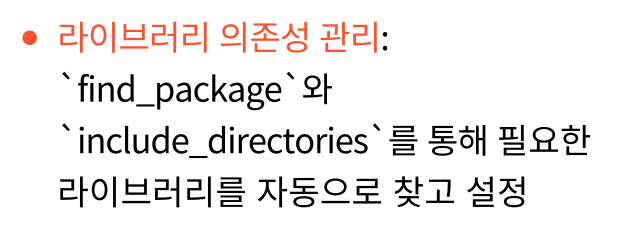 • 라이브러리 의존성 관리:
`find_package`와
`include_directories`를 통해 필요한
라이브러리를 자동으로 찾고 설정